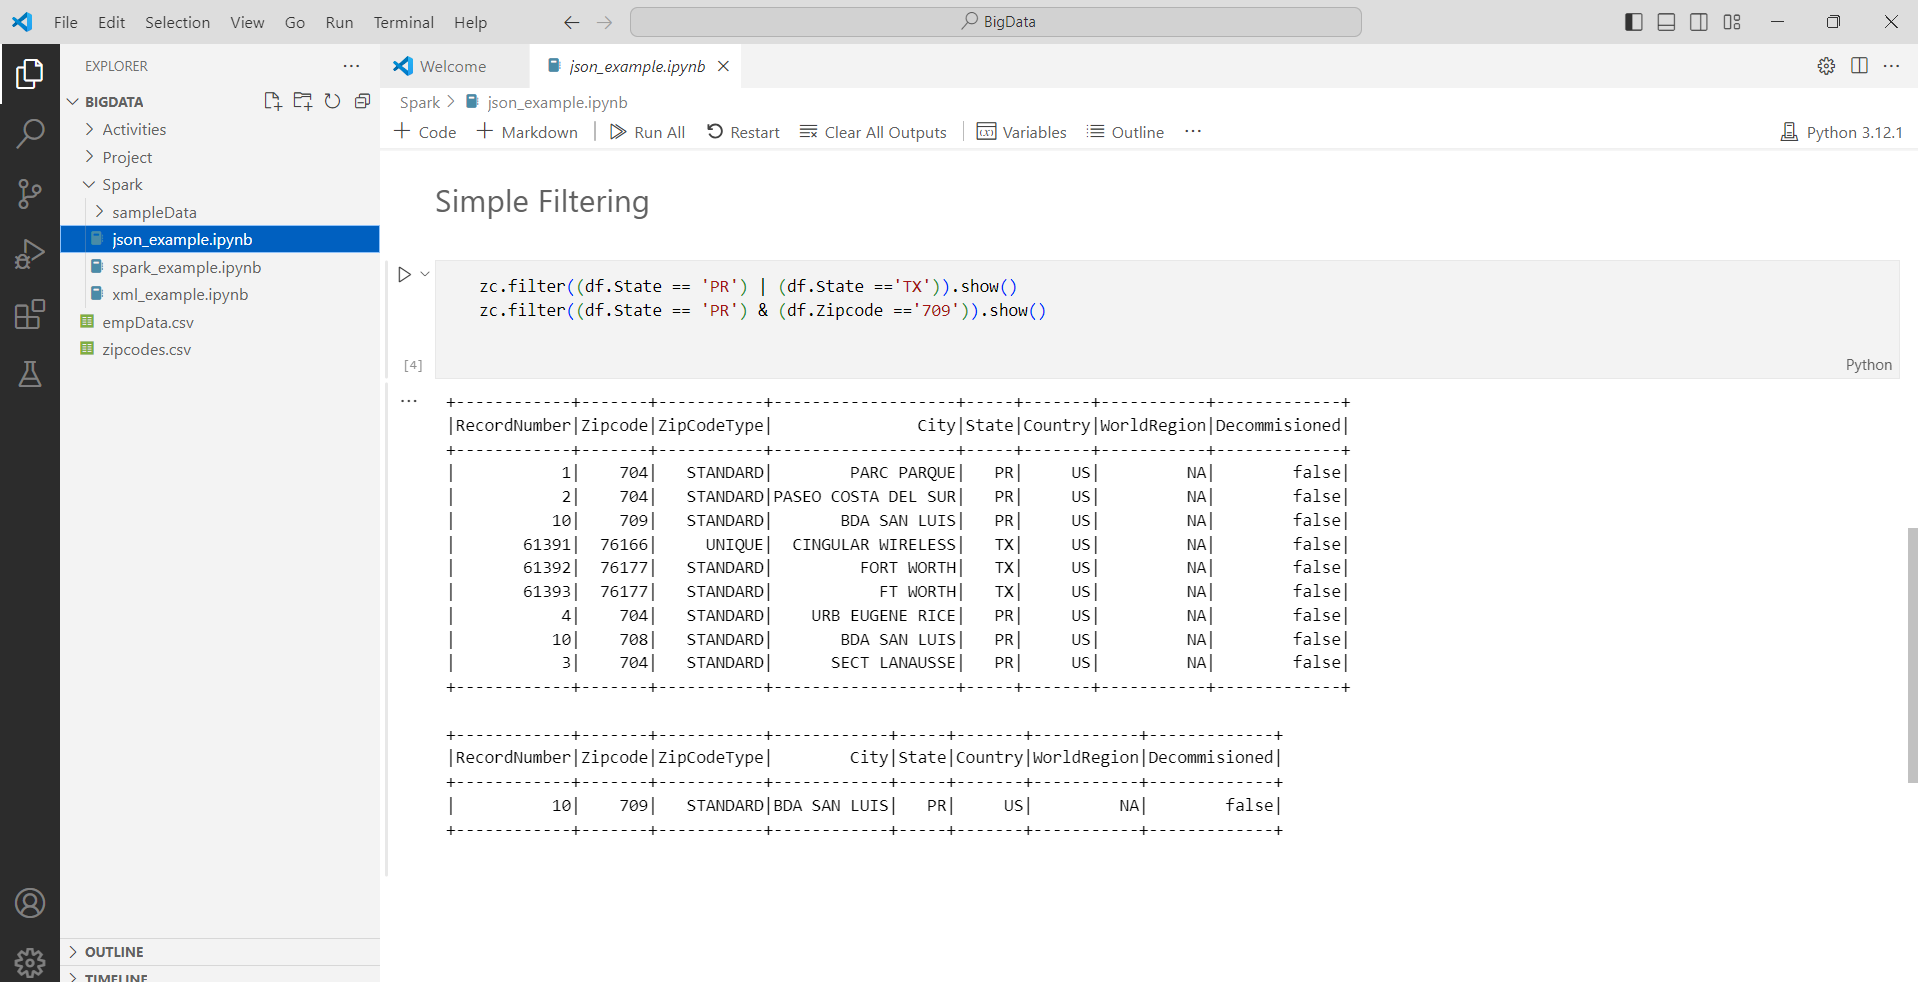 File Edit Selection View Go Run Terminal Help BigData
EXPLORER
Welcome json_example.ipynb
BIGDATA
Activities
Project
Spark
sampleData
json_example.ipynb
spark_example.ipynb
xml_example.ipynb
empData.csv
zipcodes.csv
OUTLINE
TIMELINE
Spark > json_example.ipynb
+ Code + Markdown Run All Restart Clear All Outputs Variables Outline ... Python 3.12.1
Simple Filtering
zc.filter((df.State == 'PR') | (df.State =='TX')).show()
zc.filter((df.State == 'PR') & (df.Zipcode =='709')).show()
[4] Python
+------------+-------+-----------+-------------------+-----+-------+-----------+-------------+
|RecordNumber|Zipcode|ZipCodeType|               City|State|Country|WorldRegion|Decommisioned|
+------------+-------+-----------+-------------------+-----+-------+-----------+-------------+
|           1|    704|   STANDARD|        PARC PARQUE|   PR|     US|         NA|        false|
|           2|    704|   STANDARD|PASEO COSTA DEL SUR|   PR|     US|         NA|        false|
|          10|    709|   STANDARD|       BDA SAN LUIS|   PR|     US|         NA|        false|
|       61391|  76166|     UNIQUE|  CINGULAR WIRELESS|   TX|     US|         NA|        false|
|       61392|  76177|   STANDARD|         FORT WORTH|   TX|     US|         NA|        false|
|       61393|  76177|   STANDARD|           FT WORTH|   TX|     US|         NA|        false|
|           4|    704|   STANDARD|    URB EUGENE RICE|   PR|     US|         NA|        false|
|          10|    708|   STANDARD|       BDA SAN LUIS|   PR|     US|         NA|        false|
|           3|    704|   STANDARD|      SECT LANAUSSE|   PR|     US|         NA|        false|
+------------+-------+-----------+-------------------+-----+-------+-----------+-------------+
+------------+-------+-----------+------------+-----+-------+-----------+-------------+
|RecordNumber|Zipcode|ZipCodeType|        City|State|Country|WorldRegion|Decommisioned|
+------------+-------+-----------+------------+-----+-------+-----------+-------------+
|          10|    709|   STANDARD|BDA SAN LUIS|   PR|     US|         NA|        false|
+------------+-------+-----------+------------+-----+-------+-----------+-------------+